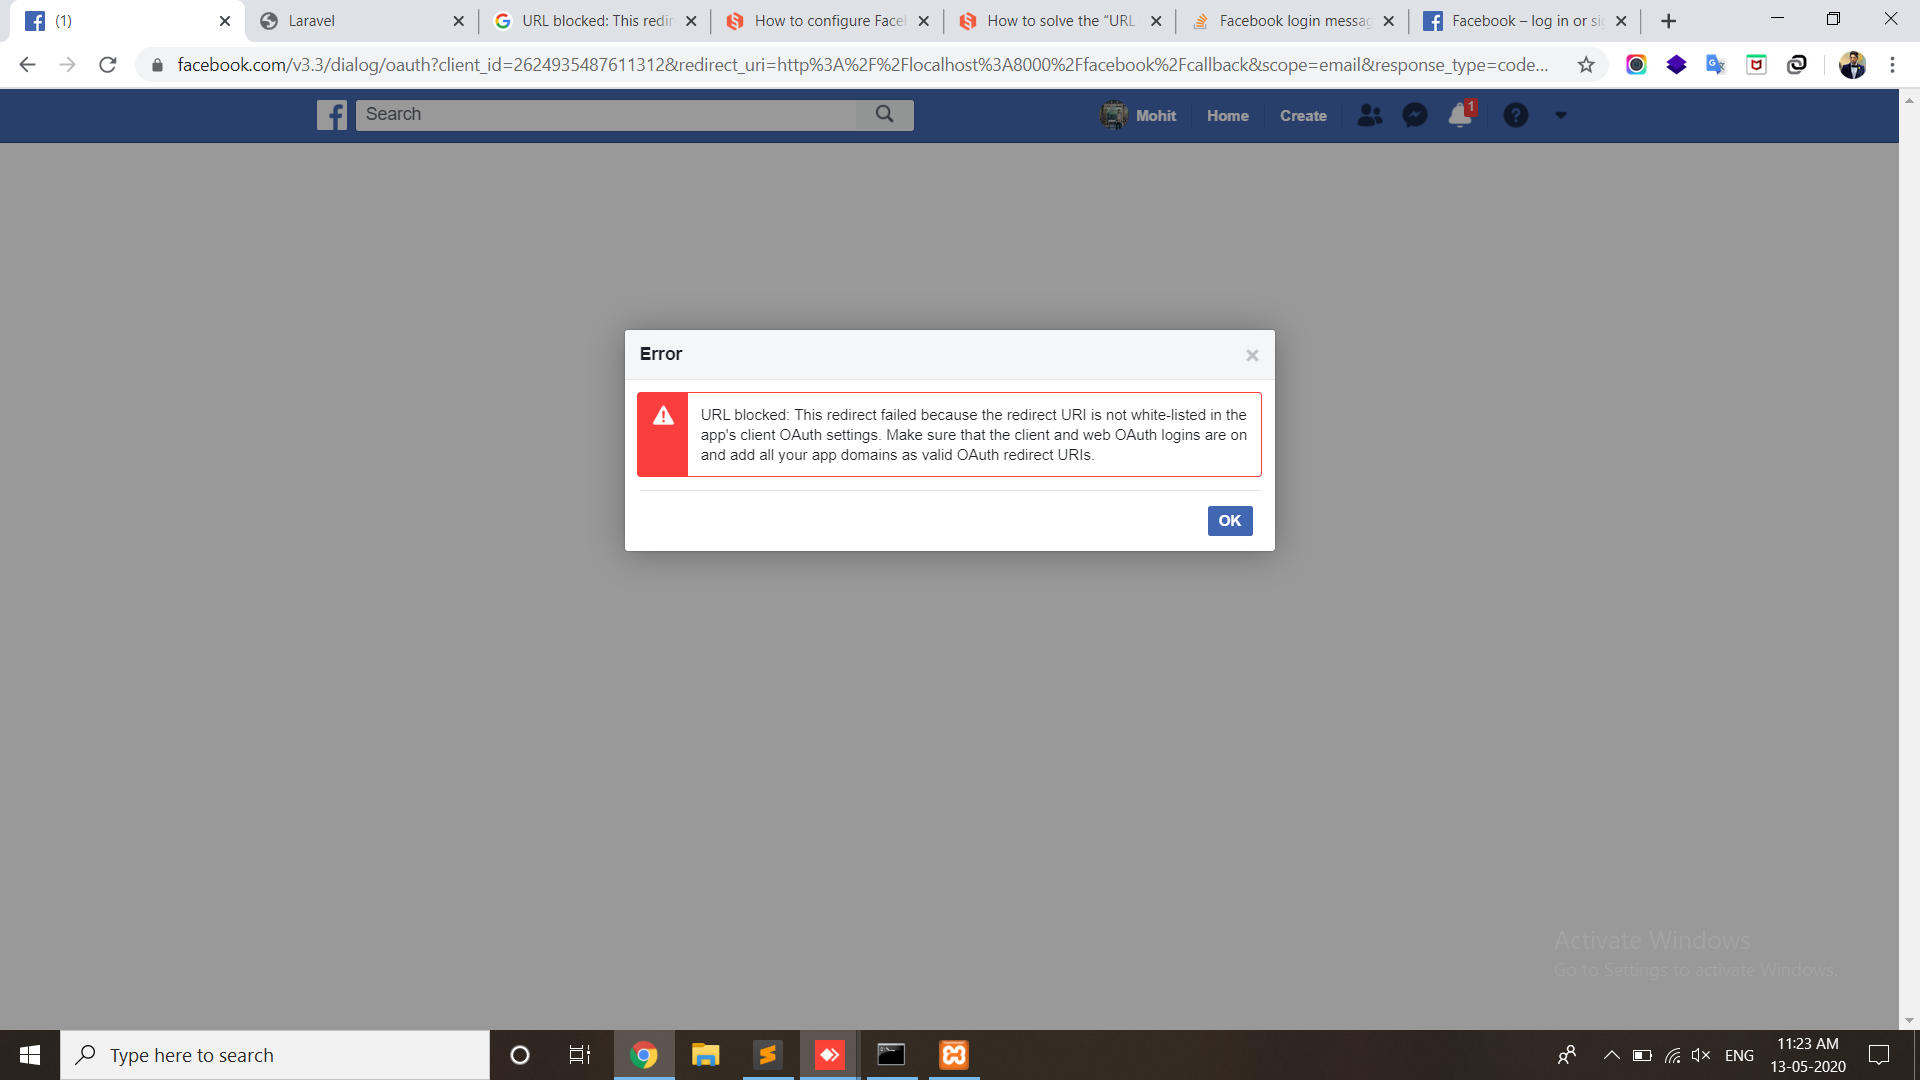 (1)
Laravel
URL blocked: This redir
How to configure Face
How to solve the “URL
Facebook login messag
Facebook – log in or si
facebook.com/v3.3/dialog/oauth?client_id=2624935487611312&redirect_uri=http%3A%2F%2Flocalhost%3A8000%2Ffacebook%2Fcallback&scope=email&response_type=code...
Search
Mohit
Home
Create
1
Error
URL blocked: This redirect failed because the redirect URI is not white-listed in the
app's client OAuth settings. Make sure that the client and web OAuth logins are on
and add all your app domains as valid OAuth redirect URIs.
OK
Activate Windows
Go to Settings to activate Windows.
Type here to search
ENG
11:23 AM
13-05-2020